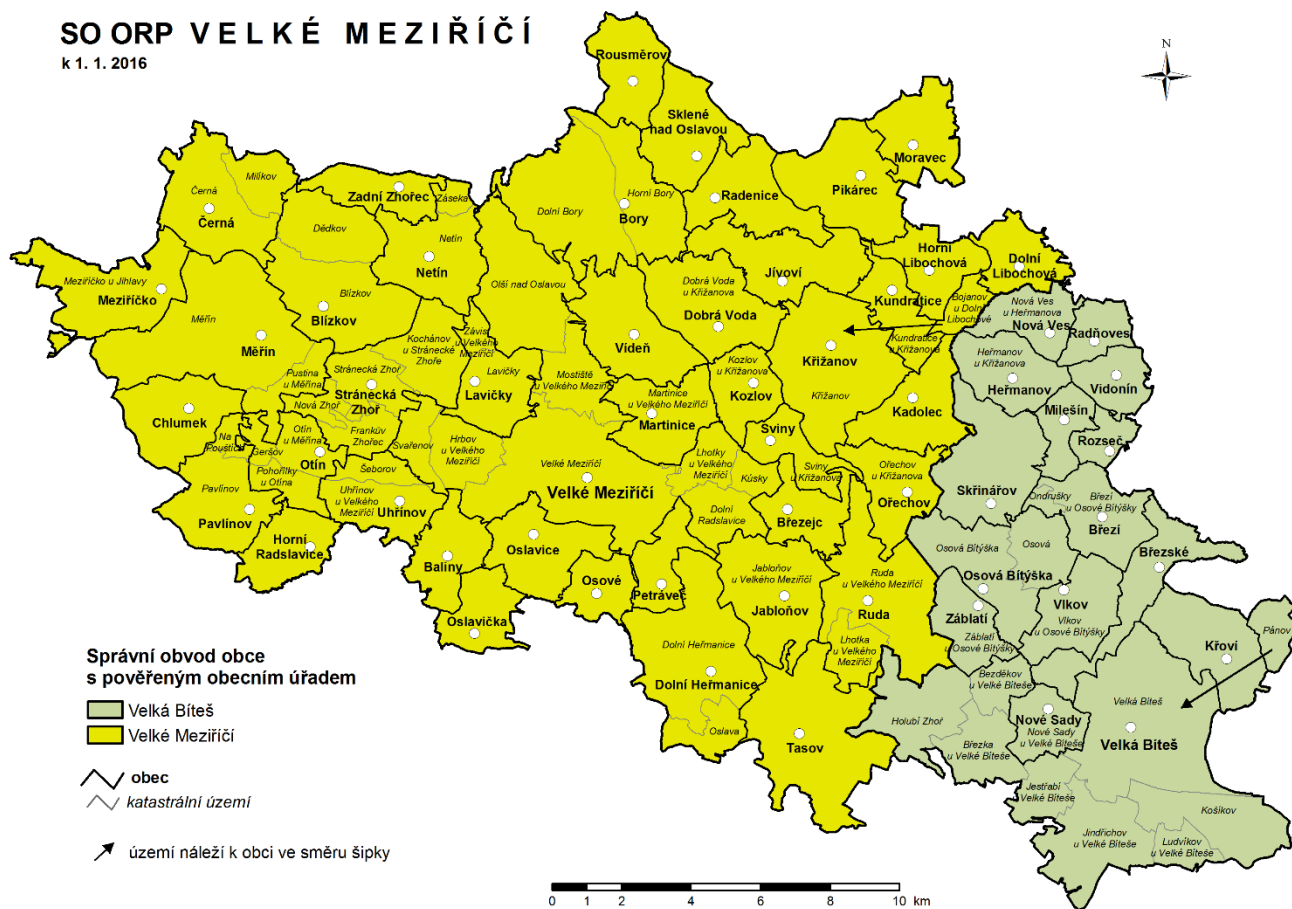 SO ORP VELKÉ MEZIŘÍČÍ
k 1. 1. 2016
N
Rousměrov
Sklené
nad Oslavou
Moravec
Pikárec
Radenice
Milíkov
Černá
Černá
Zadní Zhořec
Záseka
Horní Bory
Dolní Bory
Bory
Dědkov
Netín
Netín
Horní
Libochová
Dolní
Libochová
Jívoví
Meziříčko u Jihlavy
Meziříčko
Olší nad Oslavou
Dobrá Voda
u Křižanova
Dobrá Voda
Kundratice
Bojanov
u Dolní
Libochové
Nová Ves
u Heřmanova
Nová Ves
Radňoves
Blízkov
Blízkov
Měřín
Měřín
Kochánov
u Stránecké
Zhoře
Závist
u Velkého
Meziříčí
Vídeň
Křižanov
Křižanov
Kundratice
u Křižanova
Heřmanov
u Křižanova
Heřmanov
Vidonín
Pustina
u Měřína
Stránecká Zhoř
Stránecká
Zhoř
Lavičky
Lavičky
Mostiště
u Velkého Meziříčí
Kozlov
u Křižanova
Kozlov
Martinice
u Velkého Meziříčí
Martinice
Kadolec
Milešín
Chlumek
Nová Zhoř
Na
Pouštích
Geršov
Otín
u Měřína
Otín
Frankův
Zhořec
Svařenov
Hrbov
u Velkého
Meziříčí
Sviny
Sviny
u Křižanova
Rozseč
Pohořílky
u Otína
Šeborov
Velké Meziříčí
Velké Meziříčí
Lhotky
u Velkého
Meziříčí
Kúsky
Ořechov
u Křižanova
Ořechov
Skřinářov
Ondrušky
Březí
u Osové Bítýšky
Březí
Pavlínov
Pavlínov
Uhřínov
u Velkého
Meziříčí
Uhřínov
Dolní
Radslavice
Březejc
Horní
Radslavice
Baliny
Oslavice
Osová Bítýška
Osová
Osová Bítýška
Březské
Osové
Petráveč
Jabloňov
u Velkého Meziříčí
Jabloňov
Ruda
u Velkého Meziříčí
Ruda
Záblatí
Záblatí
u Osové Bítýšky
Vlkov
Vlkov
u Osové Bítýšky
Oslavička
Lhotka
u Velkého
Meziříčí
Křoví
Pánov
Dolní Heřmanice
Dolní Heřmanice
Bezděkov
u Velké Bíteše
Velká Bíteš
Velká Bíteš
Oslava
Tasov
Holubí Zhoř
Nové Sady
Nové Sady
u Velké Bíteše
Březka
u Velké Bíteše
Jestřabí
u Velké Bíteše
Košíkov
Jindřichov
u Velké Bíteše
Ludvíkov
u Velké Bíteše
Správní obvod obce
s pověřeným obecním úřadem
Velká Bíteš
Velké Meziříčí
obec
katastrální území
území náleží k obci ve směru šipky
0 1 2 4 6 8 10 km